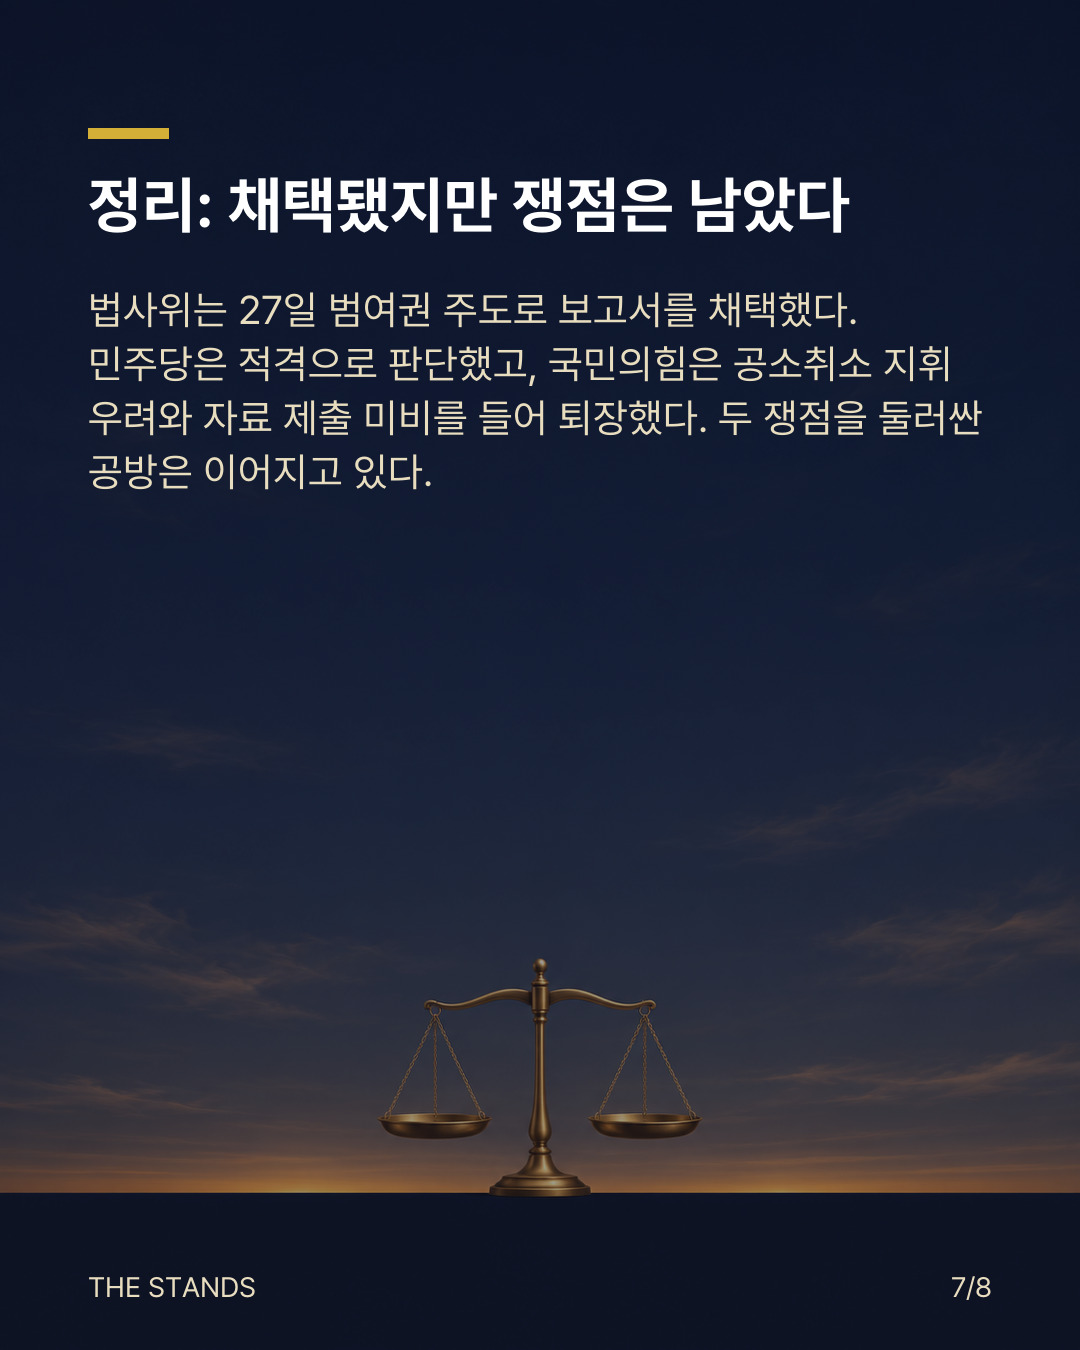 정리: 채택됐지만 쟁점은 남았다
법사위는 27일 범여권 주도로 보고서를 채택했다.
민주당은 적격으로 판단했고, 국민의힘은 공소취소 지휘
우려와 자료 제출 미비를 들어 퇴장했다. 두 쟁점을 둘러싼
공방은 이어지고 있다.
THE STANDS
7/8